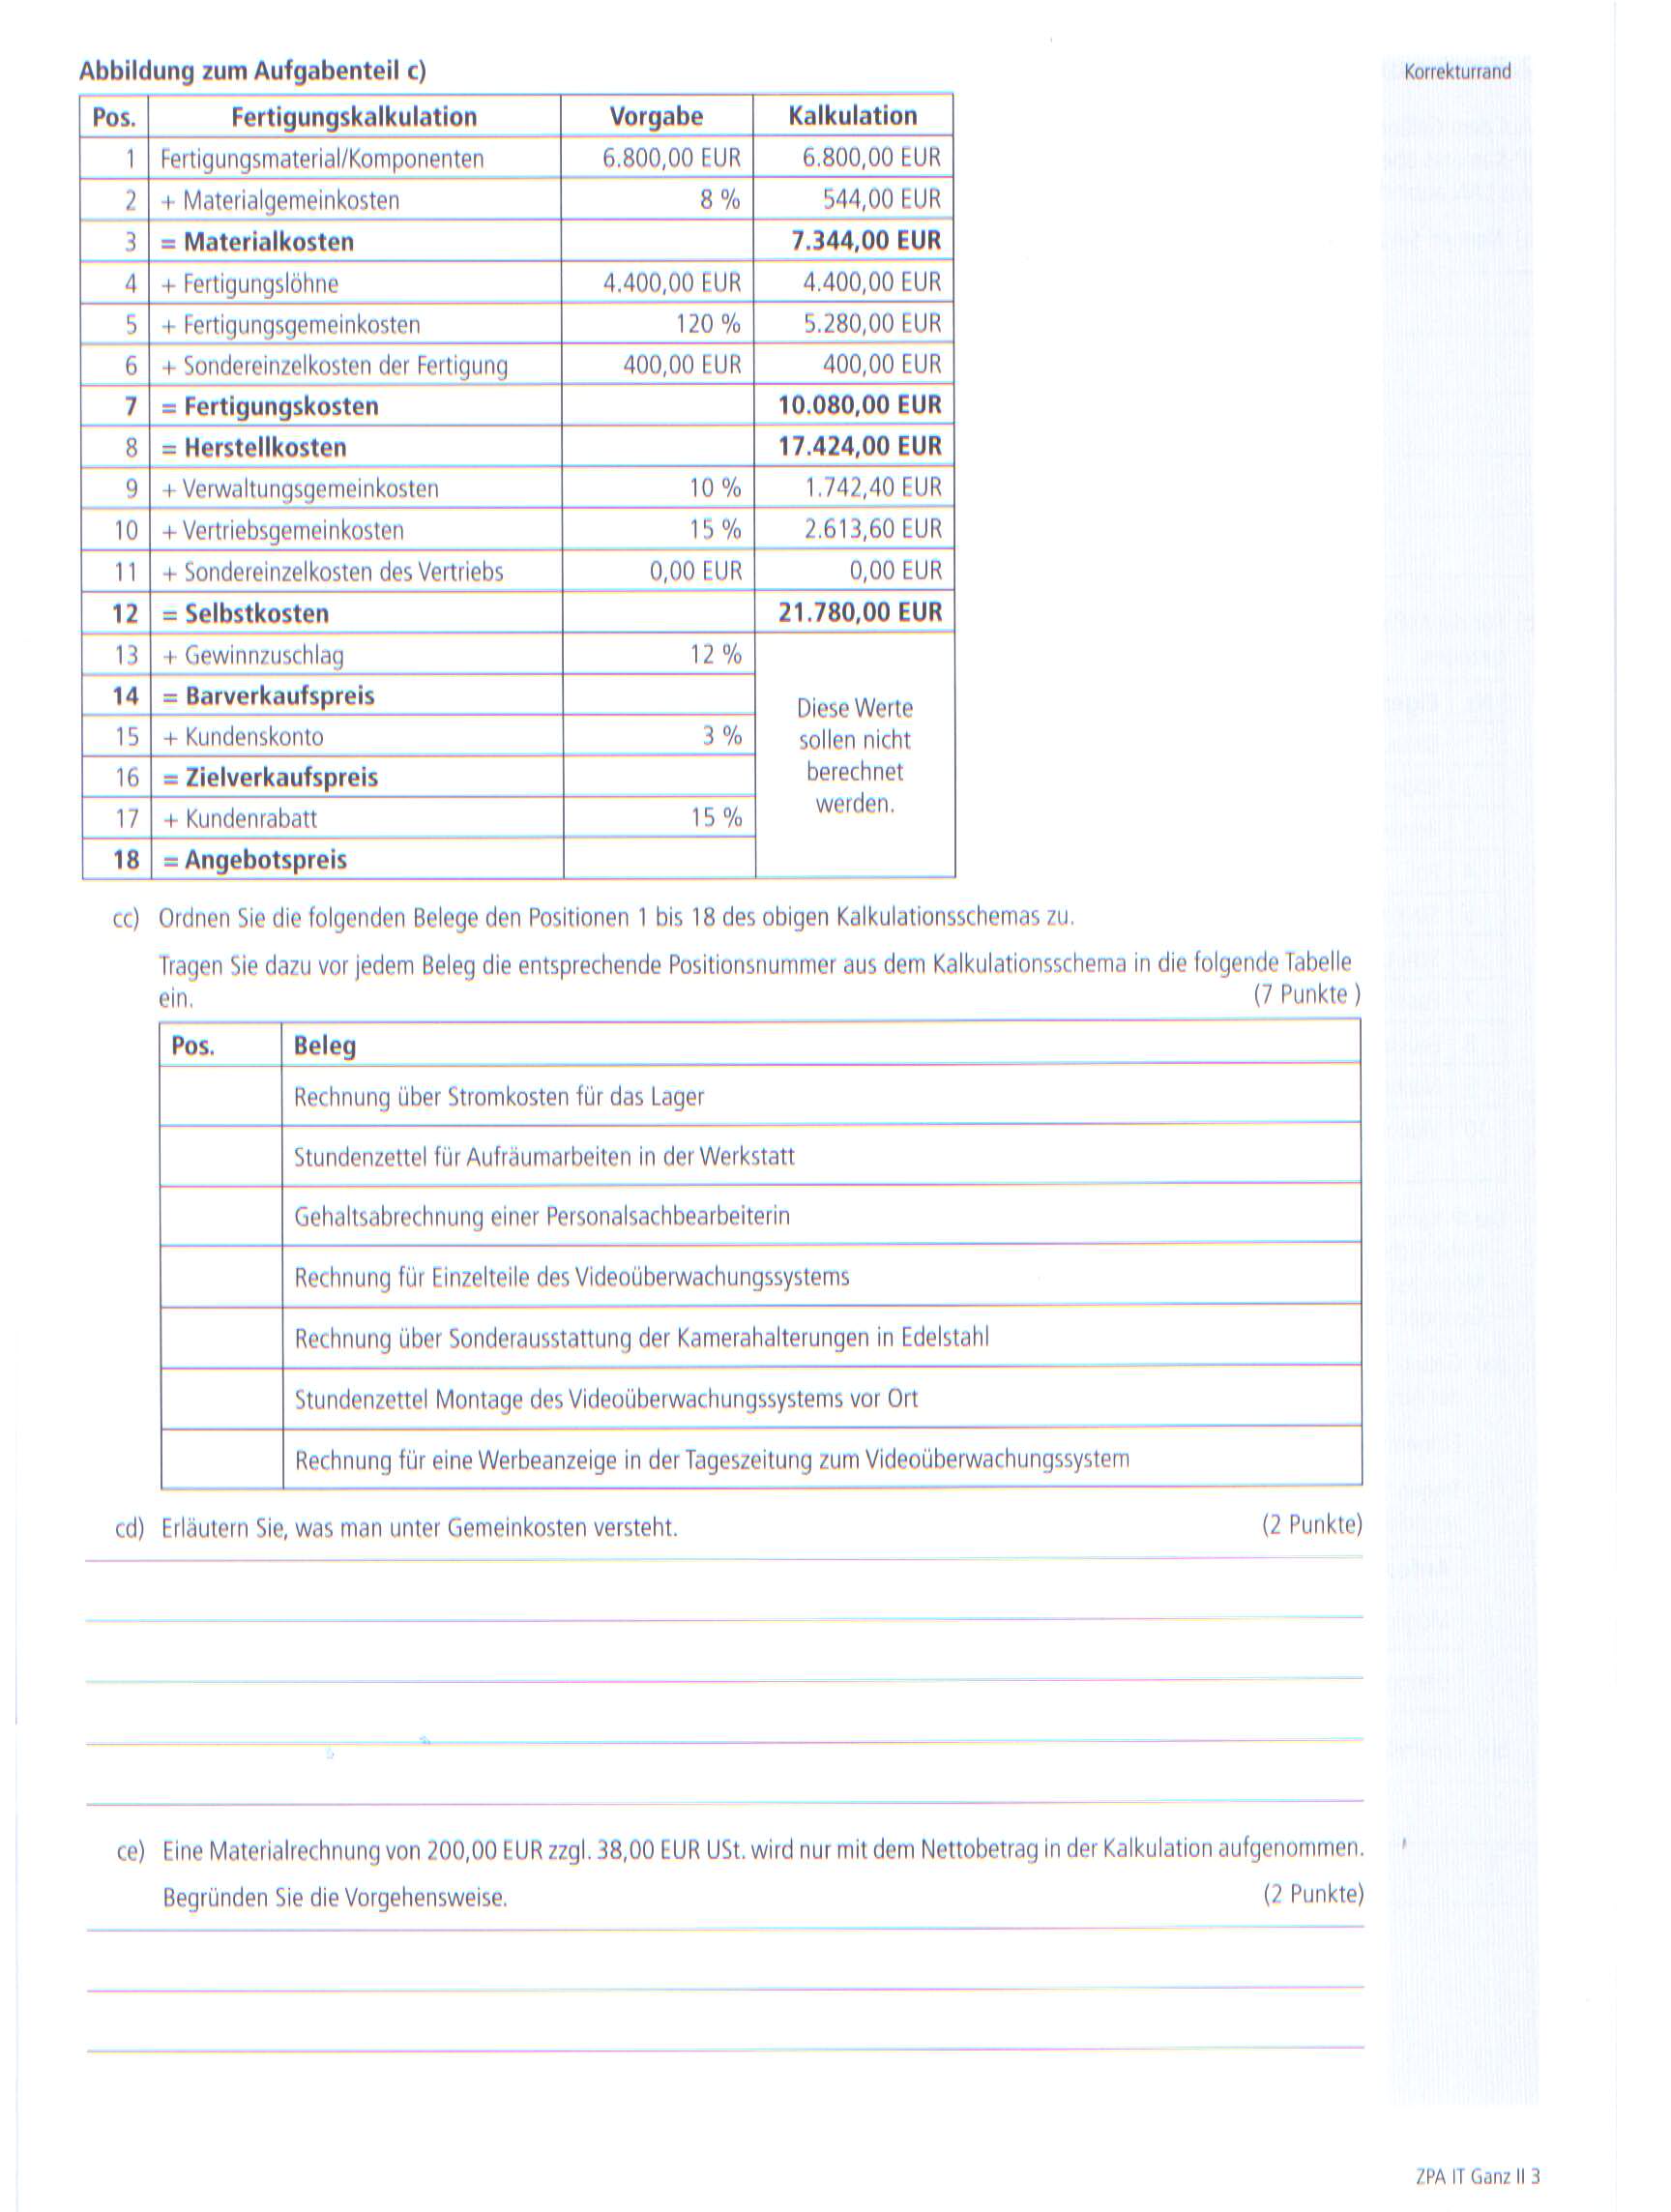 Abbildung zum Aufgabenteil c)
Korrekturrand
Pos. Fertigungskalkulation Vorgabe Kalkulation
1 Fertigungsmaterial/Komponenten 6.800,00 EUR 6.800,00 EUR
2 + Materialgemeinkosten 8 % 544,00 EUR
3 = Materialkosten 7.344,00 EUR
4 + Fertigungslöhne 4.400,00 EUR 4.400,00 EUR
5 + Fertigungsgemeinkosten 120 % 5.280,00 EUR
6 + Sondereinzelkosten der Fertigung 400,00 EUR 400,00 EUR
7 = Fertigungskosten 10.080,00 EUR
8 = Herstellkosten 17.424,00 EUR
9 + Verwaltungsgemeinkosten 10 % 1.742,40 EUR
10 + Vertriebsgemeinkosten 15 % 2.613,60 EUR
11 + Sondereinzelkosten des Vertriebs 0,00 EUR 0,00 EUR
12 = Selbstkosten 21.780,00 EUR
13 + Gewinnzuschlag 12 %
14 = Barverkaufspreis
15 + Kundenskonto 3 %
16 = Zielverkaufspreis
17 + Kundenrabatt 15 %
18 = Angebotspreis
Diese Werte
sollen nicht
berechnet
werden.
cc) Ordnen Sie die folgenden Belege den Positionen 1 bis 18 des obigen Kalkulationsschemas zu.
Tragen Sie dazu vor jedem Beleg die entsprechende Positionsnummer aus dem Kalkulationsschema in die folgende Tabelle
ein. (7 Punkte )
Pos. Beleg
Rechnung über Stromkosten für das Lager
Stundenzettel für Aufräumarbeiten in der Werkstatt
Gehaltsabrechnung einer Personalsachbearbeiterin
Rechnung für Einzelteile des Videoüberwachungssystems
Rechnung über Sonderausstattung der Kamerahalterungen in Edelstahl
Stundenzettel Montage des Videoüberwachungssystems vor Ort
Rechnung für eine Werbeanzeige in der Tageszeitung zum Videoüberwachungssystem
cd) Erläutern Sie, was man unter Gemeinkosten versteht. (2 Punkte)
ce) Eine Materialrechnung von 200,00 EUR zzgl. 38,00 EUR USt. wird nur mit dem Nettobetrag in der Kalkulation aufgenommen.
Begründen Sie die Vorgehensweise. (2 Punkte)
ZPA IT Ganz II 3